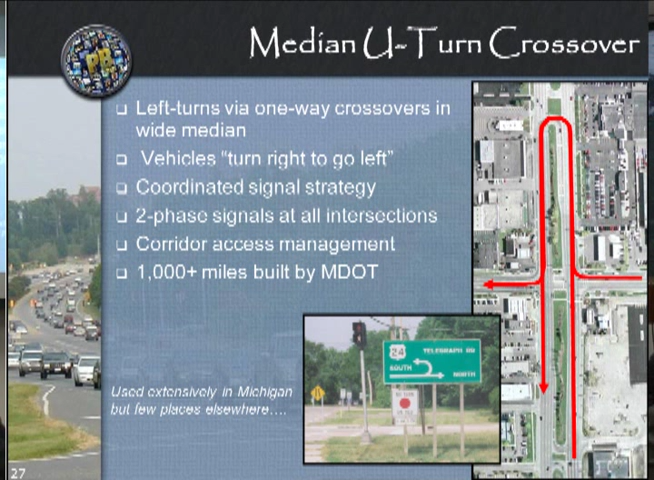 Median U-Turn Crossover
PB
❑ Left-turns via one-way crossovers in
wide median
❑ Vehicles “turn right to go left”
❑ Coordinated signal strategy
❑ 2-phase signals at all intersections
❑ Corridor access management
❑ 1,000+ miles built by MDOT
24 TELEGRAPH RD
SOUTH
NORTH
Used extensively in Michigan
but few places elsewhere....
27